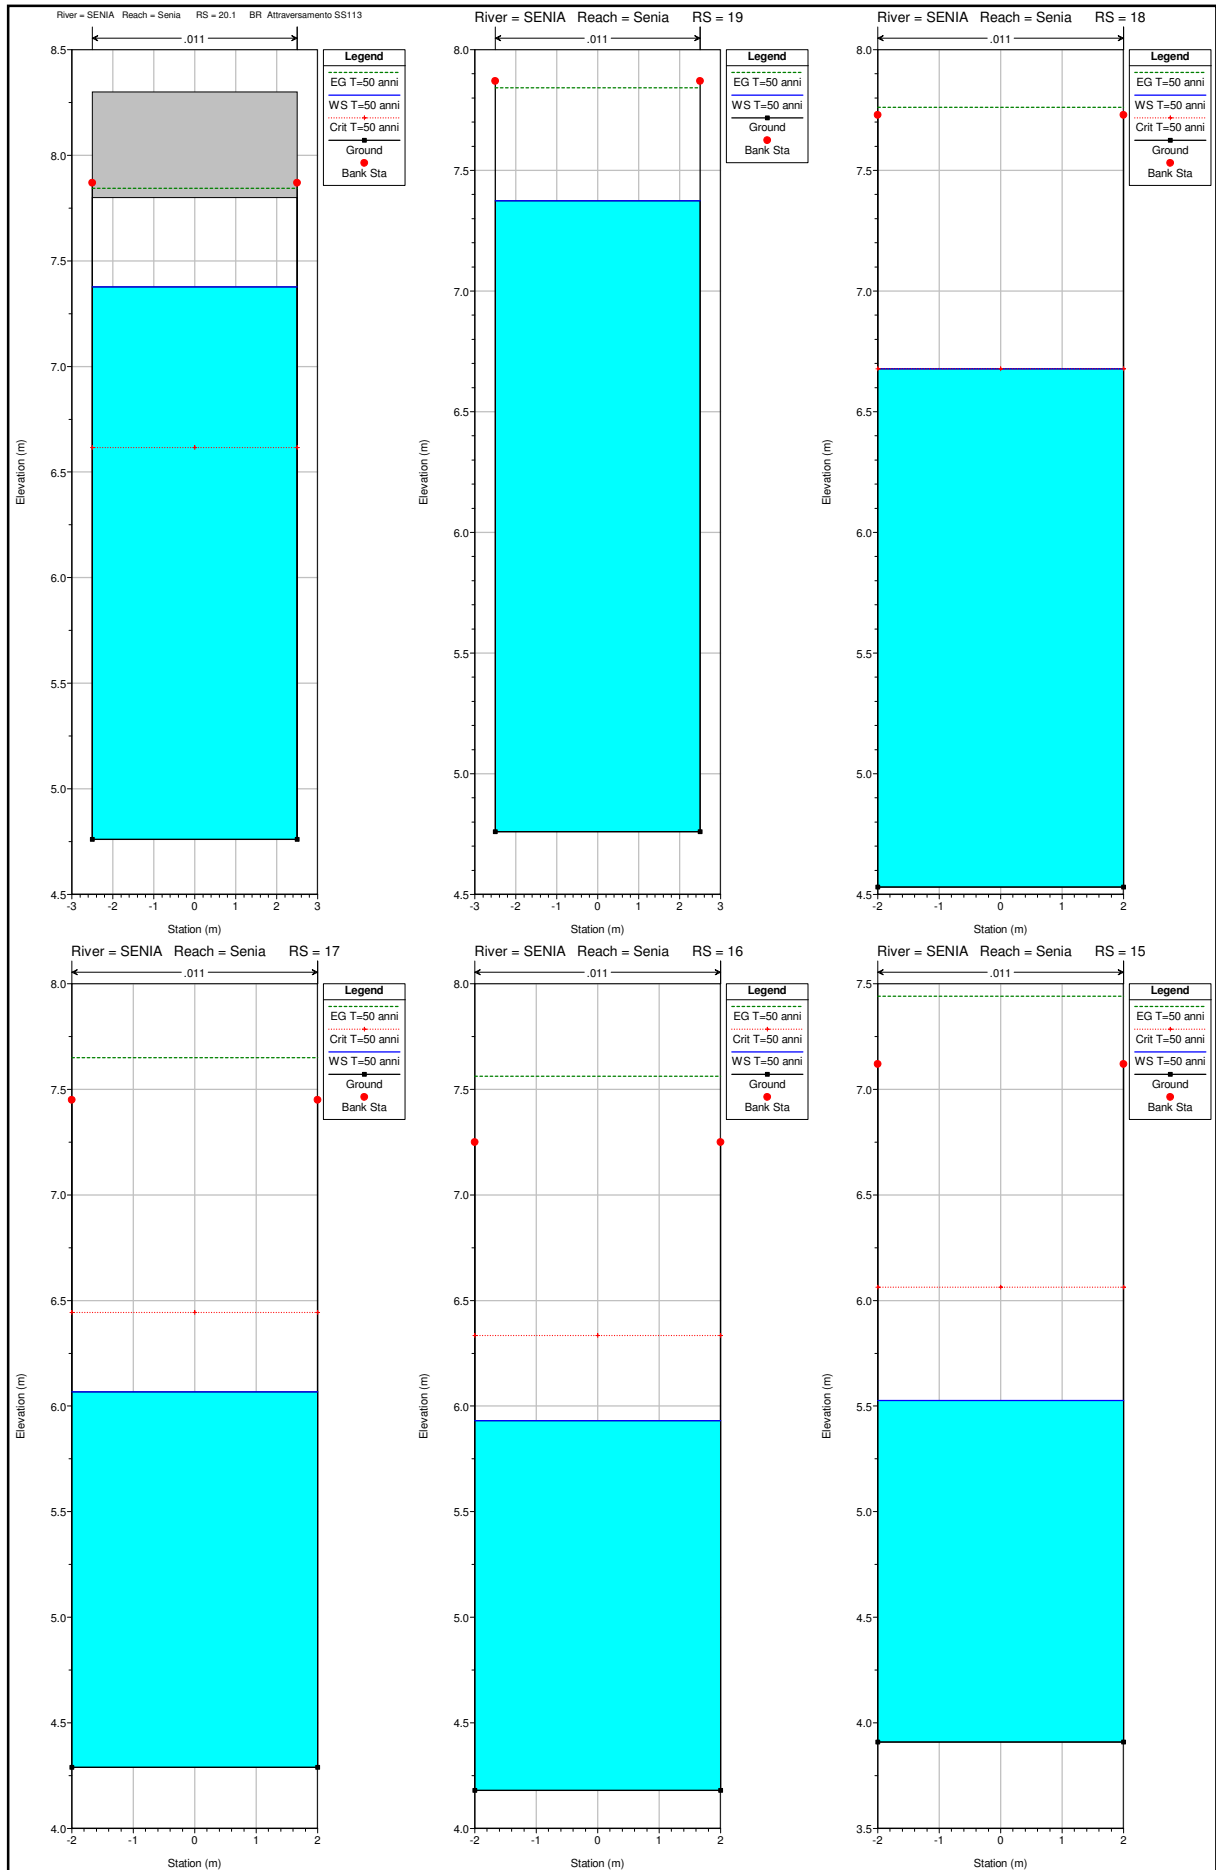 River = SENIA Reach = Senia RS = 20.1 BR Attraversamento SS113
.011
Legend
EG T=50 anni
WS T=50 anni
Crit T=50 anni
Ground
Bank Sta
8.5
8.0
7.5
7.0
6.5
6.0
5.5
5.0
4.5
-3 -2 -1 0 1 2 3
Elevation (m)
Station (m)
River = SENIA Reach = Senia RS = 19
.011
Legend
EG T=50 anni
WS T=50 anni
Ground
Bank Sta
8.0
7.5
7.0
6.5
6.0
5.5
5.0
4.5
-3 -2 -1 0 1 2 3
Elevation (m)
Station (m)
River = SENIA Reach = Senia RS = 18
.011
Legend
EG T=50 anni
WS T=50 anni
Crit T=50 anni
Ground
Bank Sta
8.0
7.5
7.0
6.5
6.0
5.5
5.0
4.5
-2 -1 0 1 2
Elevation (m)
Station (m)
River = SENIA Reach = Senia RS = 17
.011
Legend
EG T=50 anni
Crit T=50 anni
WS T=50 anni
Ground
Bank Sta
8.0
7.5
7.0
6.5
6.0
5.5
5.0
4.5
4.0
-2 -1 0 1 2
Elevation (m)
Station (m)
River = SENIA Reach = Senia RS = 16
.011
Legend
EG T=50 anni
Crit T=50 anni
WS T=50 anni
Ground
Bank Sta
8.0
7.5
7.0
6.5
6.0
5.5
5.0
4.5
4.0
-2 -1 0 1 2
Elevation (m)
Station (m)
River = SENIA Reach = Senia RS = 15
.011
Legend
EG T=50 anni
Crit T=50 anni
WS T=50 anni
Ground
Bank Sta
7.5
7.0
6.5
6.0
5.5
5.0
4.5
4.0
3.5
-2 -1 0 1 2
Elevation (m)
Station (m)